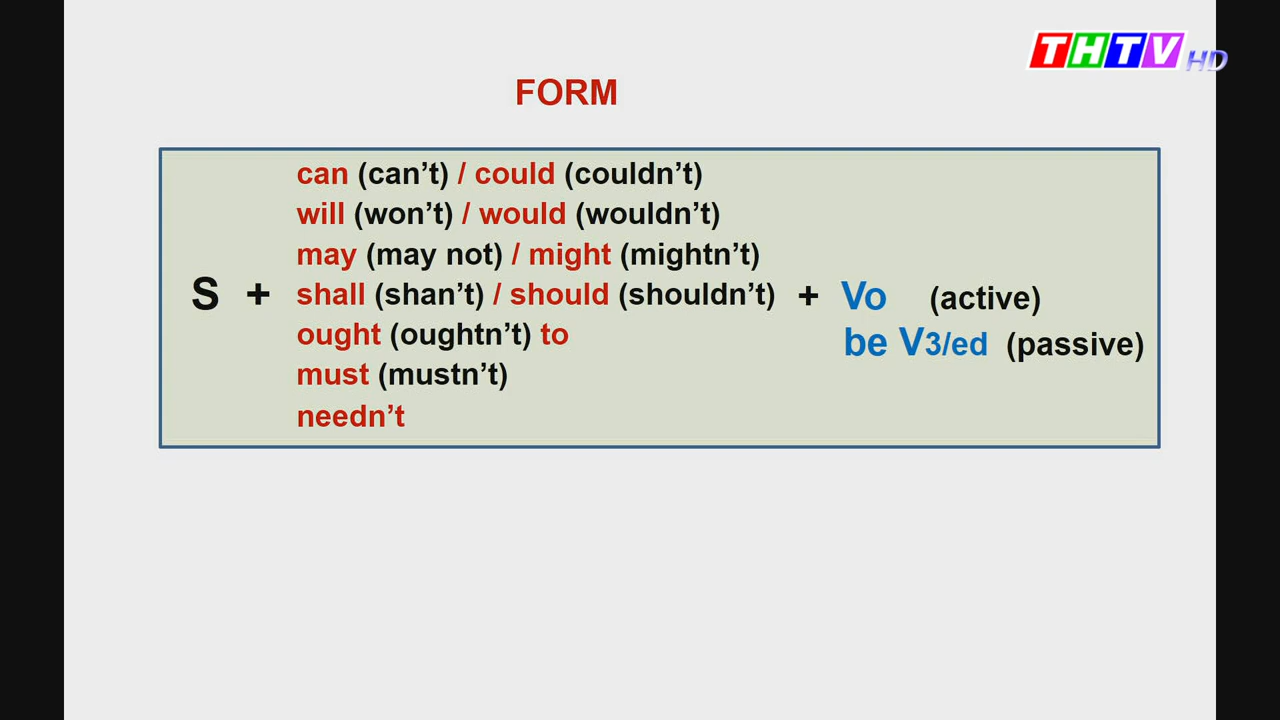 THTV HD
FORM
can (can't) / could (couldn't)
will (won't) / would (wouldn't)
may (may not) / might (mightn't)
S + shall (shan't) / should (shouldn't) + Vo (active)
ought (oughtn't) to
be V3/ed (passive)
must (mustn't)
needn't